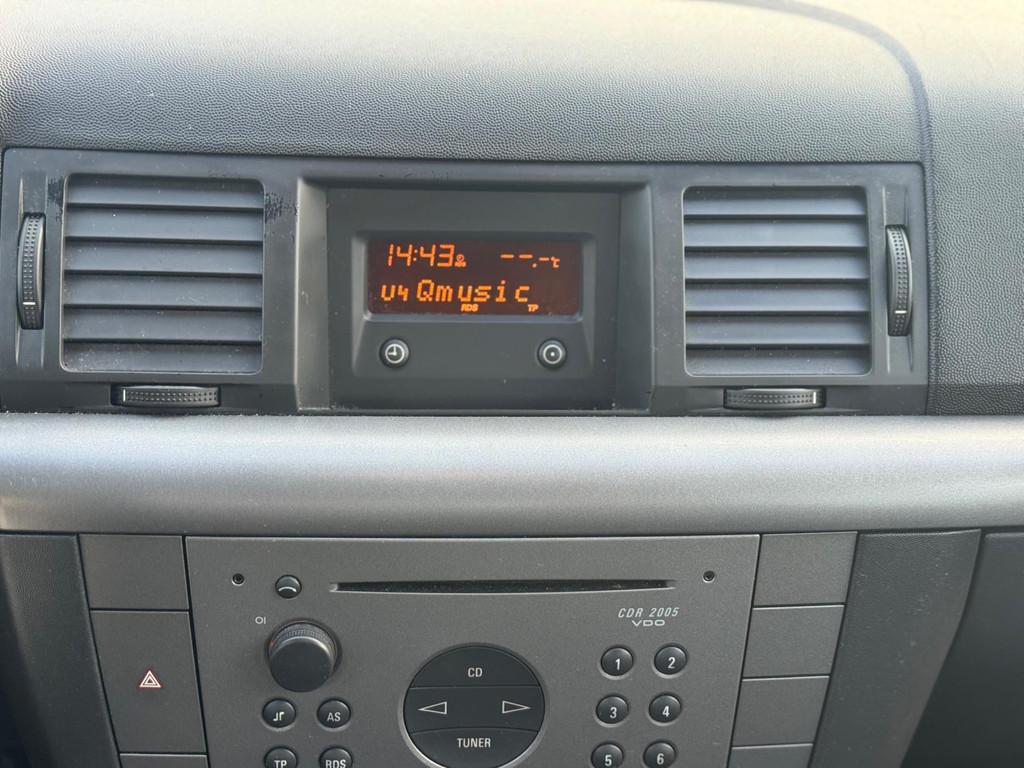 14:43 --.-°C
U4 Qmusic
RDS TP
CDR 2005
VDO
OI
CD
1 2
AS
3 4
TUNER
5 6
TP RDS